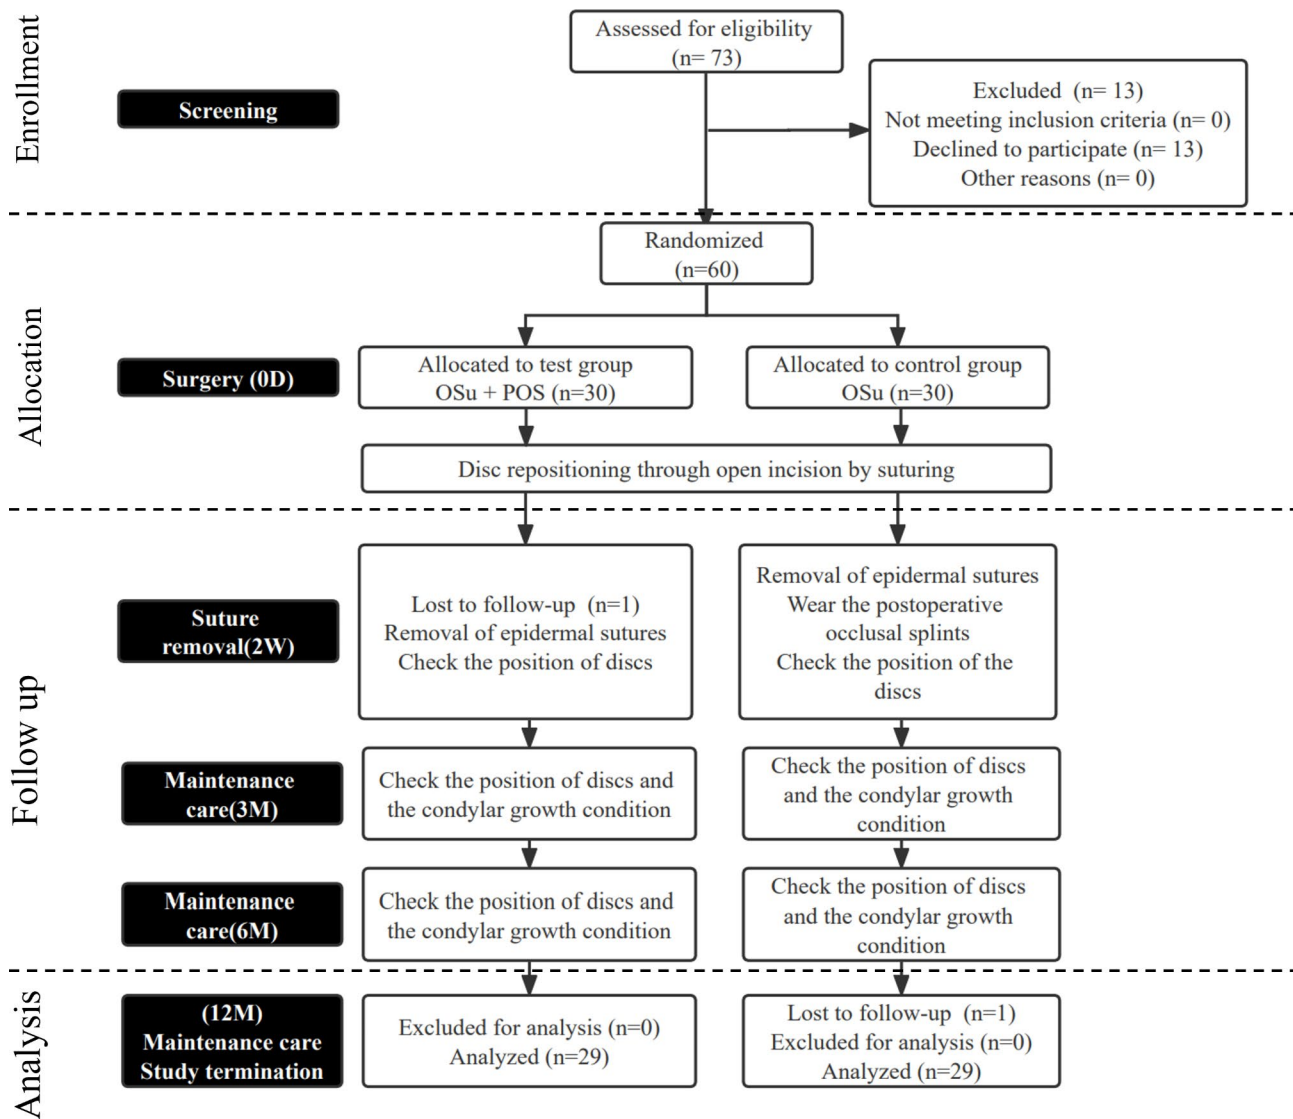 Enrollment
Screening
Assessed for eligibility
(n= 73)
Excluded  (n= 13)
Not meeting inclusion criteria (n= 0)
Declined to participate (n= 13)
Other reasons (n= 0)
Allocation
Randomized
(n=60)
Surgery (0D)
Allocated to test group
OSu + POS (n=30)
Allocated to control group
OSu (n=30)
Disc repositioning through open incision by suturing
Follow up
Suture
removal(2W)
Lost to follow-up  (n=1)
Removal of epidermal sutures
Check the position of discs
Removal of epidermal sutures
Wear the postoperative
occlusal splints
Check the position of the
discs
Maintenance
care(3M)
Check the position of discs and
the condylar growth condition
Check the position of discs
and the condylar growth
condition
Maintenance
care(6M)
Check the position of discs and
the condylar growth condition
Check the position of discs
and the condylar growth
condition
Analysis
(12M)
Maintenance care
Study termination
Excluded for analysis (n=0)
Analyzed (n=29)
Lost to follow-up  (n=1)
Excluded for analysis (n=0)
Analyzed (n=29)